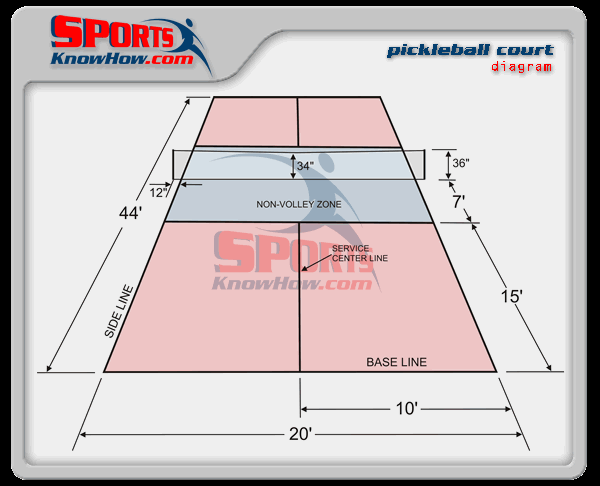 SPORTS
KnowHow.com
pickleball court
diagram
34"
36"
12"
NON-VOLLEY ZONE
7'
44'
SERVICE
CENTER LINE
SPORTS
KnowHow.com
15'
SIDE LINE
BASE LINE
10'
20'